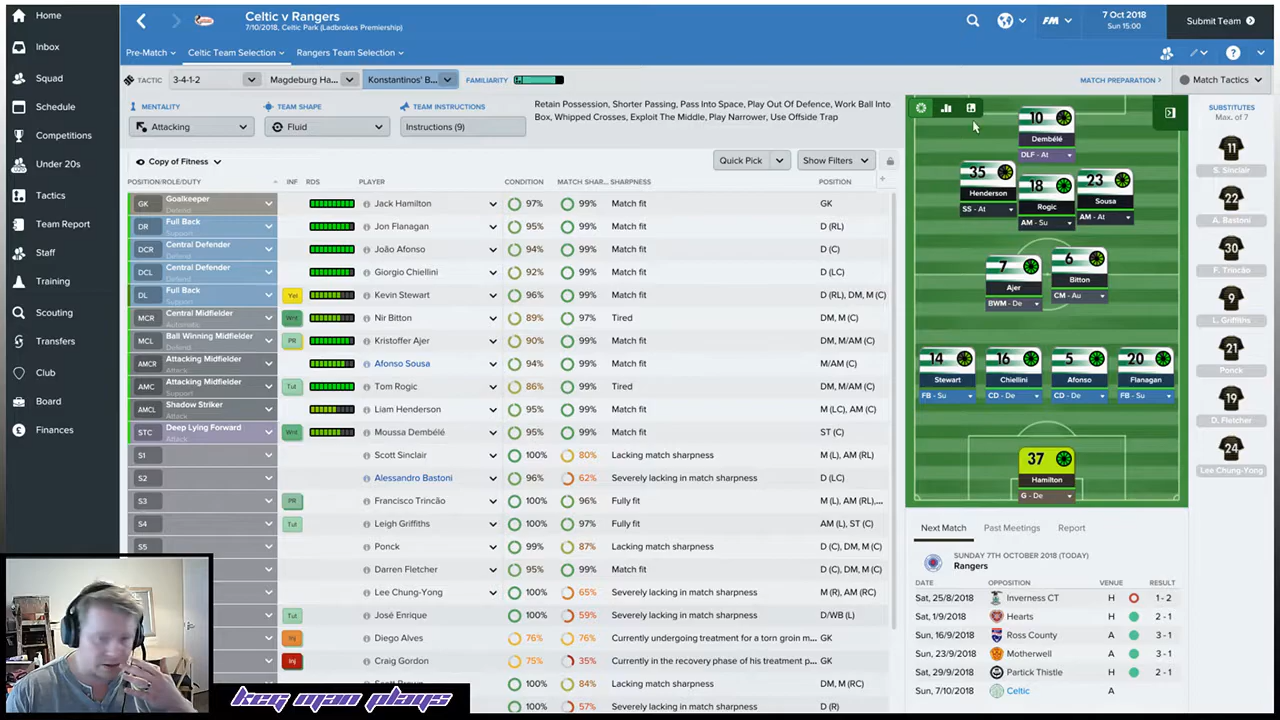 Home
Inbox
Squad
Schedule
Competitions
Under 20s
Tactics
Team Report
Staff
Training
Scouting
Transfers
Club
Board
Finances
Celtic v Rangers
7/10/2018, Celtic Park (Ladbrokes Premiership)
FM
7 Oct 2018
Sun 15:00
Submit Team
Pre-Match
Celtic Team Selection
Rangers Team Selection
TACTIC 3-4-1-2 Magdeburg Ha... Konstantinos' B... FAMILIARITY
MATCH PREPARATION >
Match Tactics
MENTALITY
Attacking
TEAM SHAPE
Fluid
TEAM INSTRUCTIONS
Instructions (9)
Retain Possession, Shorter Passing, Pass Into Space, Play Out Of Defence, Work Ball Into
Box, Whipped Crosses, Exploit The Middle, Play Narrower, Use Offside Trap
Copy of Fitness
Quick Pick
Show Filters
POSITION/ROLE/DUTY INF RDS PLAYER CONDITION MATCH SHAR... SHARPNESS POSITION
GK Goalkeeper Defend Jack Hamilton 97% 99% Match fit GK
DR Full Back Support Jon Flanagan 95% 99% Match fit D (RL)
DCR Central Defender Defend João Afonso 94% 99% Match fit D (C)
DCL Central Defender Defend Giorgio Chiellini 92% 99% Match fit D (LC)
DL Full Back Support Yel Kevin Stewart 96% 99% Match fit D (RL), DM, M (C)
MCR Central Midfielder Automatic Wnt Nir Bitton 89% 97% Tired DM, M (C)
MCL Ball Winning Midfielder Defend PR Kristoffer Ajer 90% 99% Match fit DM, M/AM (C)
AMCR Attacking Midfielder Attack Afonso Sousa 94% 99% Match fit M/AM (C)
AMC Attacking Midfielder Support Tut Tom Rogic 86% 99% Tired DM, M/AM (C)
AMCL Shadow Striker Attack Liam Henderson 95% 99% Match fit M (LC), AM (C)
STC Deep Lying Forward Attack Wnt Moussa Dembélé 95% 99% Match fit ST (C)
S1 Scott Sinclair 100% 80% Lacking match sharpness M (L), AM (RL)
S2 Alessandro Bastoni 96% 62% Severely lacking in match sharpness D (LC)
S3 PR Francisco Trincão 100% 96% Fully fit M (L), AM (RL),...
S4 Tut Leigh Griffiths 100% 97% Fully fit AM (L), ST (C)
S5 Ponck 99% 87% Lacking match sharpness D (C), DM, M (C)
Darren Fletcher 95% 99% Match fit D (C), DM, M (C)
Lee Chung-Yong 100% 65% Severely lacking in match sharpness M (R), AM (RL)
Tut José Enrique 100% 59% Severely lacking in match sharpness D/WB (L)
Inj Diego Alves 76% 76% Currently undergoing treatment for a torn groin m... GK
Inj Craig Gordon 75% 35% Currently in the recovery phase of his treatment p... GK
100% 84% Lacking match sharpness DM, M (RC)
100% 57% Severely lacking in match sharpness D (R)
10
Dembélé
DLF - At
35
Henderson
SS - At
18
Rogic
AM - Su
23
Sousa
AM - At
7
Ajer
BWM - De
6
Bitton
CM - Au
14
Stewart
FB - Su
16
Chiellini
CD - De
5
Afonso
CD - De
20
Flanagan
FB - Su
37
Hamilton
G - De
SUBSTITUTES
Max. of 7
11
S. Sinclair
22
A. Bastoni
30
F. Trincão
9
L. Griffiths
21
Ponck
19
D. Fletcher
24
Lee Chung-Yong
Next Match Past Meetings Report
SUNDAY 7TH OCTOBER 2018 (TODAY)
Rangers
DATE OPPOSITION VENUE RESULT
Sat, 25/8/2018 Inverness CT H 1 - 2
Sat, 1/9/2018 Hearts H 2 - 1
Sun, 16/9/2018 Ross County A 3 - 1
Sun, 23/9/2018 Motherwell A 3 - 1
Sat, 29/9/2018 Partick Thistle H 2 - 1
Sun, 7/10/2018 Celtic A
KEG MAN PLAYS